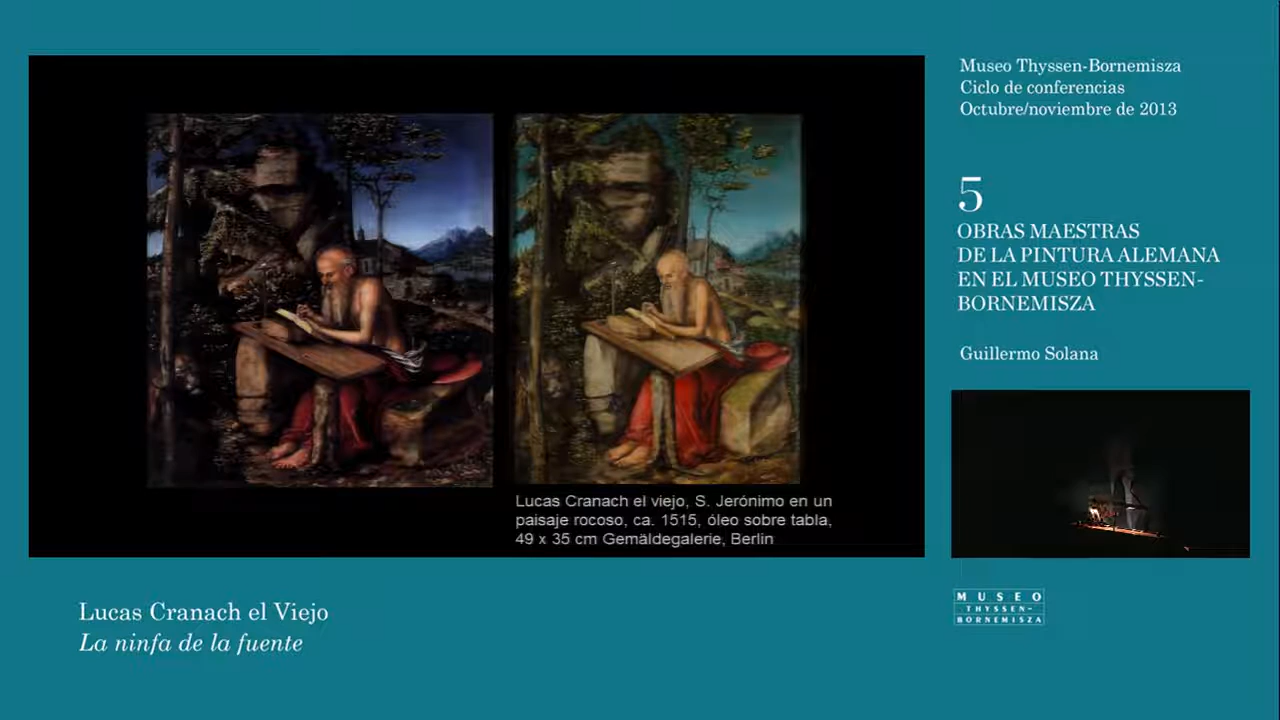 Museo Thyssen-Bornemisza
Ciclo de conferencias
Octubre/noviembre de 2013
5
OBRAS MAESTRAS
DE LA PINTURA ALEMANA
EN EL MUSEO THYSSEN-
BORNEMISZA
Guillermo Solana
Lucas Cranach el viejo, S. Jerónimo en un
paisaje rocoso, ca. 1515, óleo sobre tabla,
49 x 35 cm Gemäldegalerie, Berlin
Lucas Cranach el Viejo
La ninfa de la fuente
MUSEO
THYSSEN-
BORNEMISZA